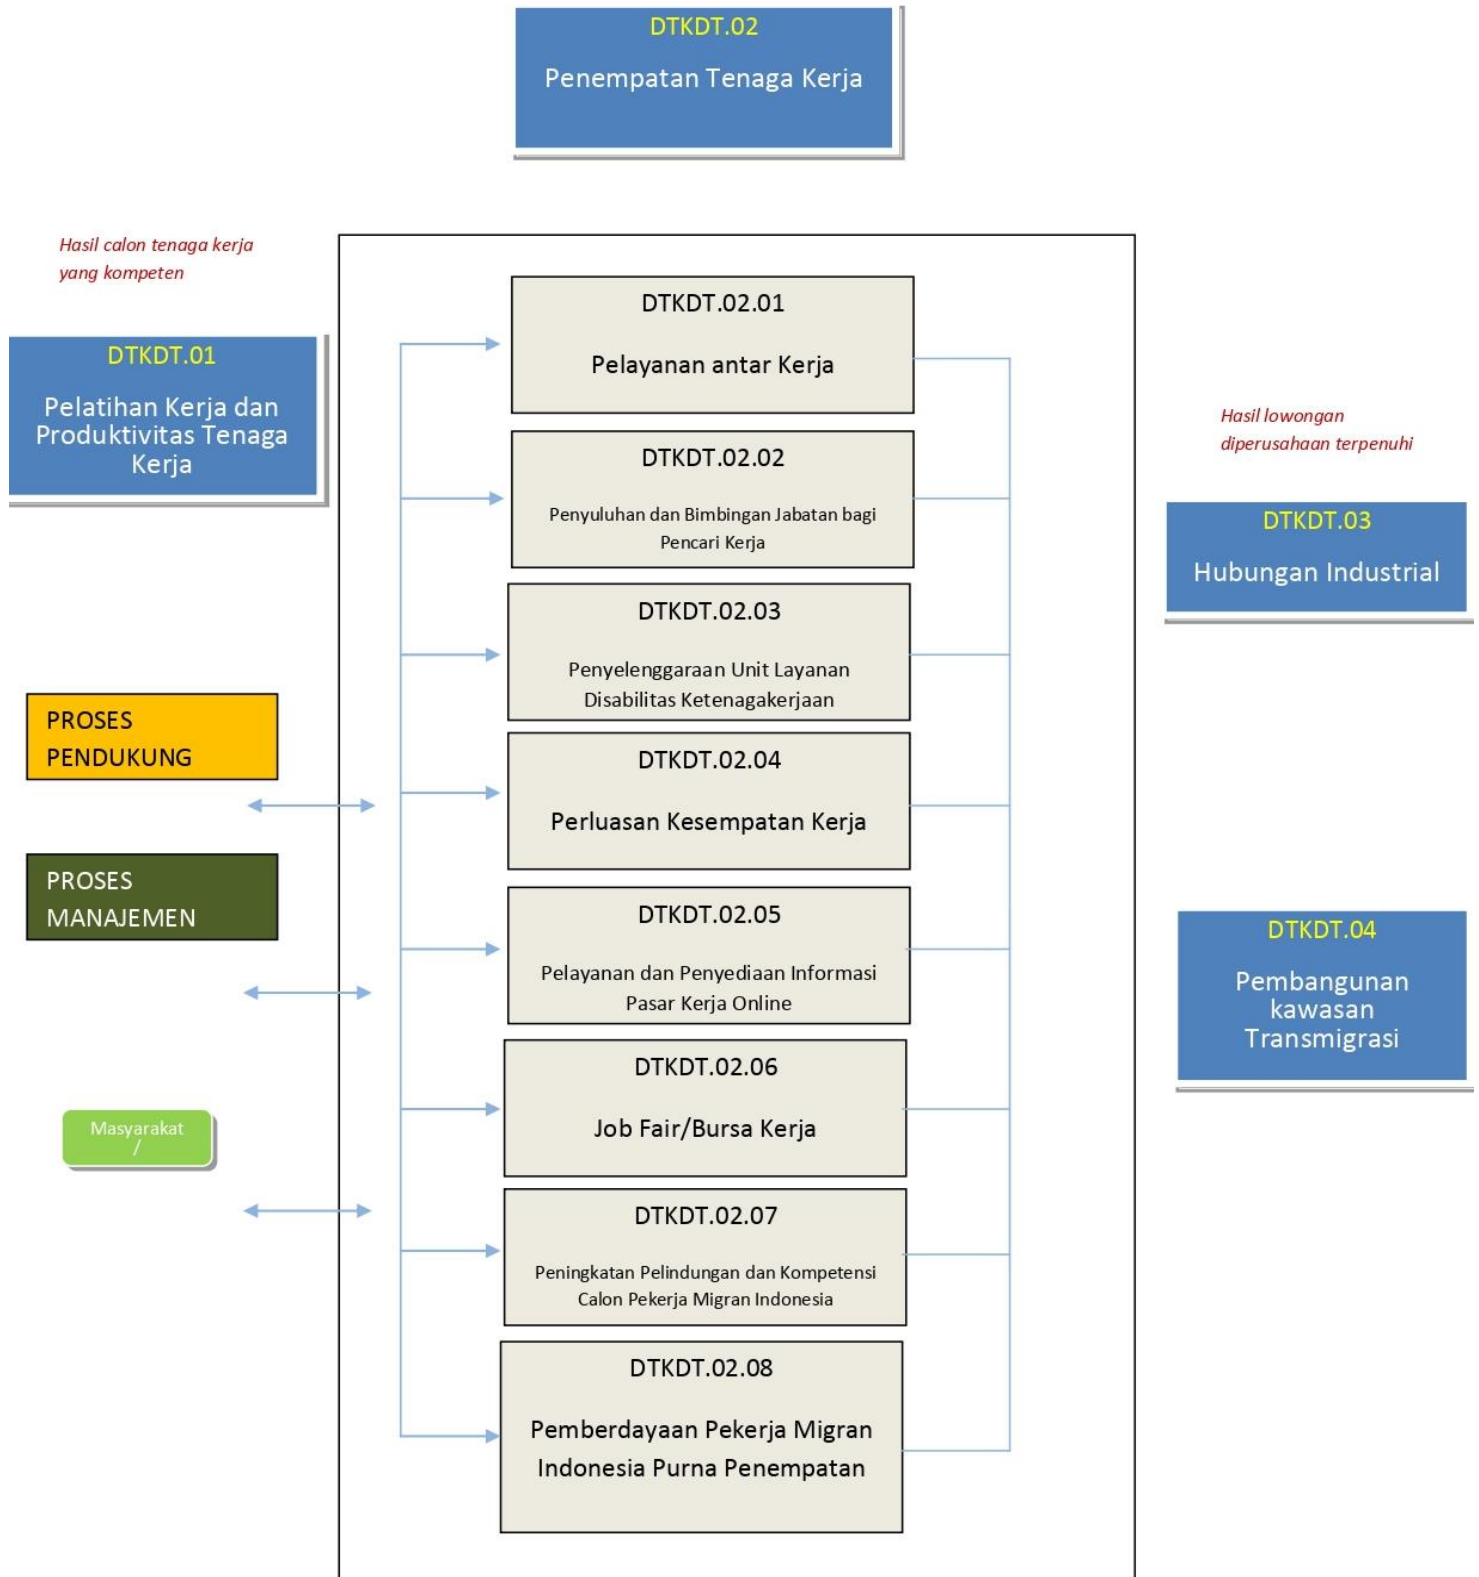 DTKDT.02
Penempatan Tenaga Kerja
Hasil calon tenaga kerja
yang kompeten
DTKDT.01
Pelatihan Kerja dan
Produktivitas Tenaga
Kerja
PROSES
PENDUKUNG
PROSES
MANAJEMEN
Masyarakat
/
DTKDT.02.01
Pelayanan antar Kerja
DTKDT.02.02
Penyuluhan dan Bimbingan Jabatan bagi
Pencari Kerja
DTKDT.02.03
Penyelenggaraan Unit Layanan
Disabilitas Ketenagakerjaan
DTKDT.02.04
Perluasan Kesempatan Kerja
DTKDT.02.05
Pelayanan dan Penyediaan Informasi
Pasar Kerja Online
DTKDT.02.06
Job Fair/Bursa Kerja
DTKDT.02.07
Peningkatan Pelindungan dan Kompetensi
Calon Pekerja Migran Indonesia
DTKDT.02.08
Pemberdayaan Pekerja Migran
Indonesia Purna Penempatan
Hasil lowongan
diperusahaan terpenuhi
DTKDT.03
Hubungan Industrial
DTKDT.04
Pembangunan
kawasan
Transmigrasi